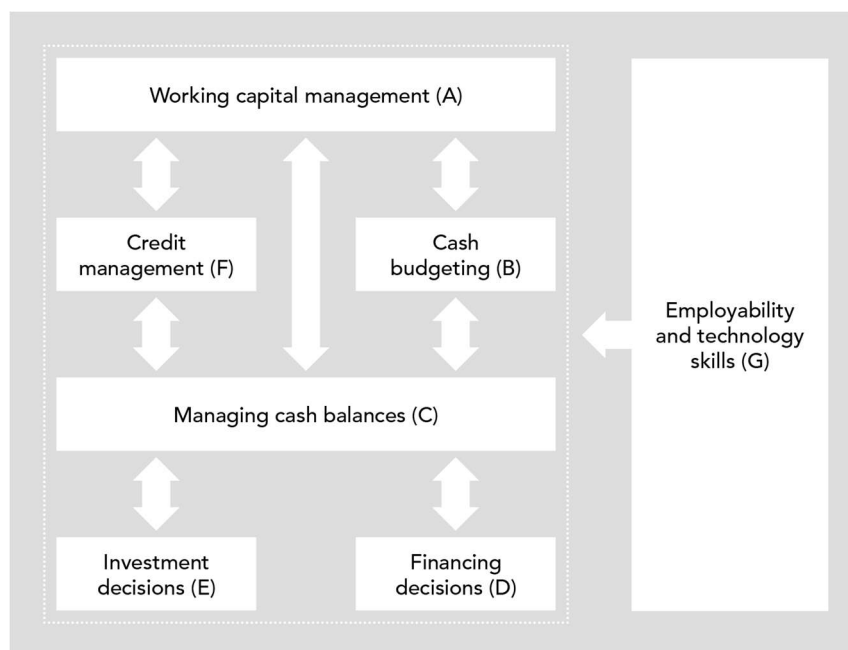 Working capital management (A)
Credit
management (F)
Cash
budgeting (B)
Employability
and technology
skills (G)
Managing cash balances (C)
Investment
decisions (E)
Financing
decisions (D)